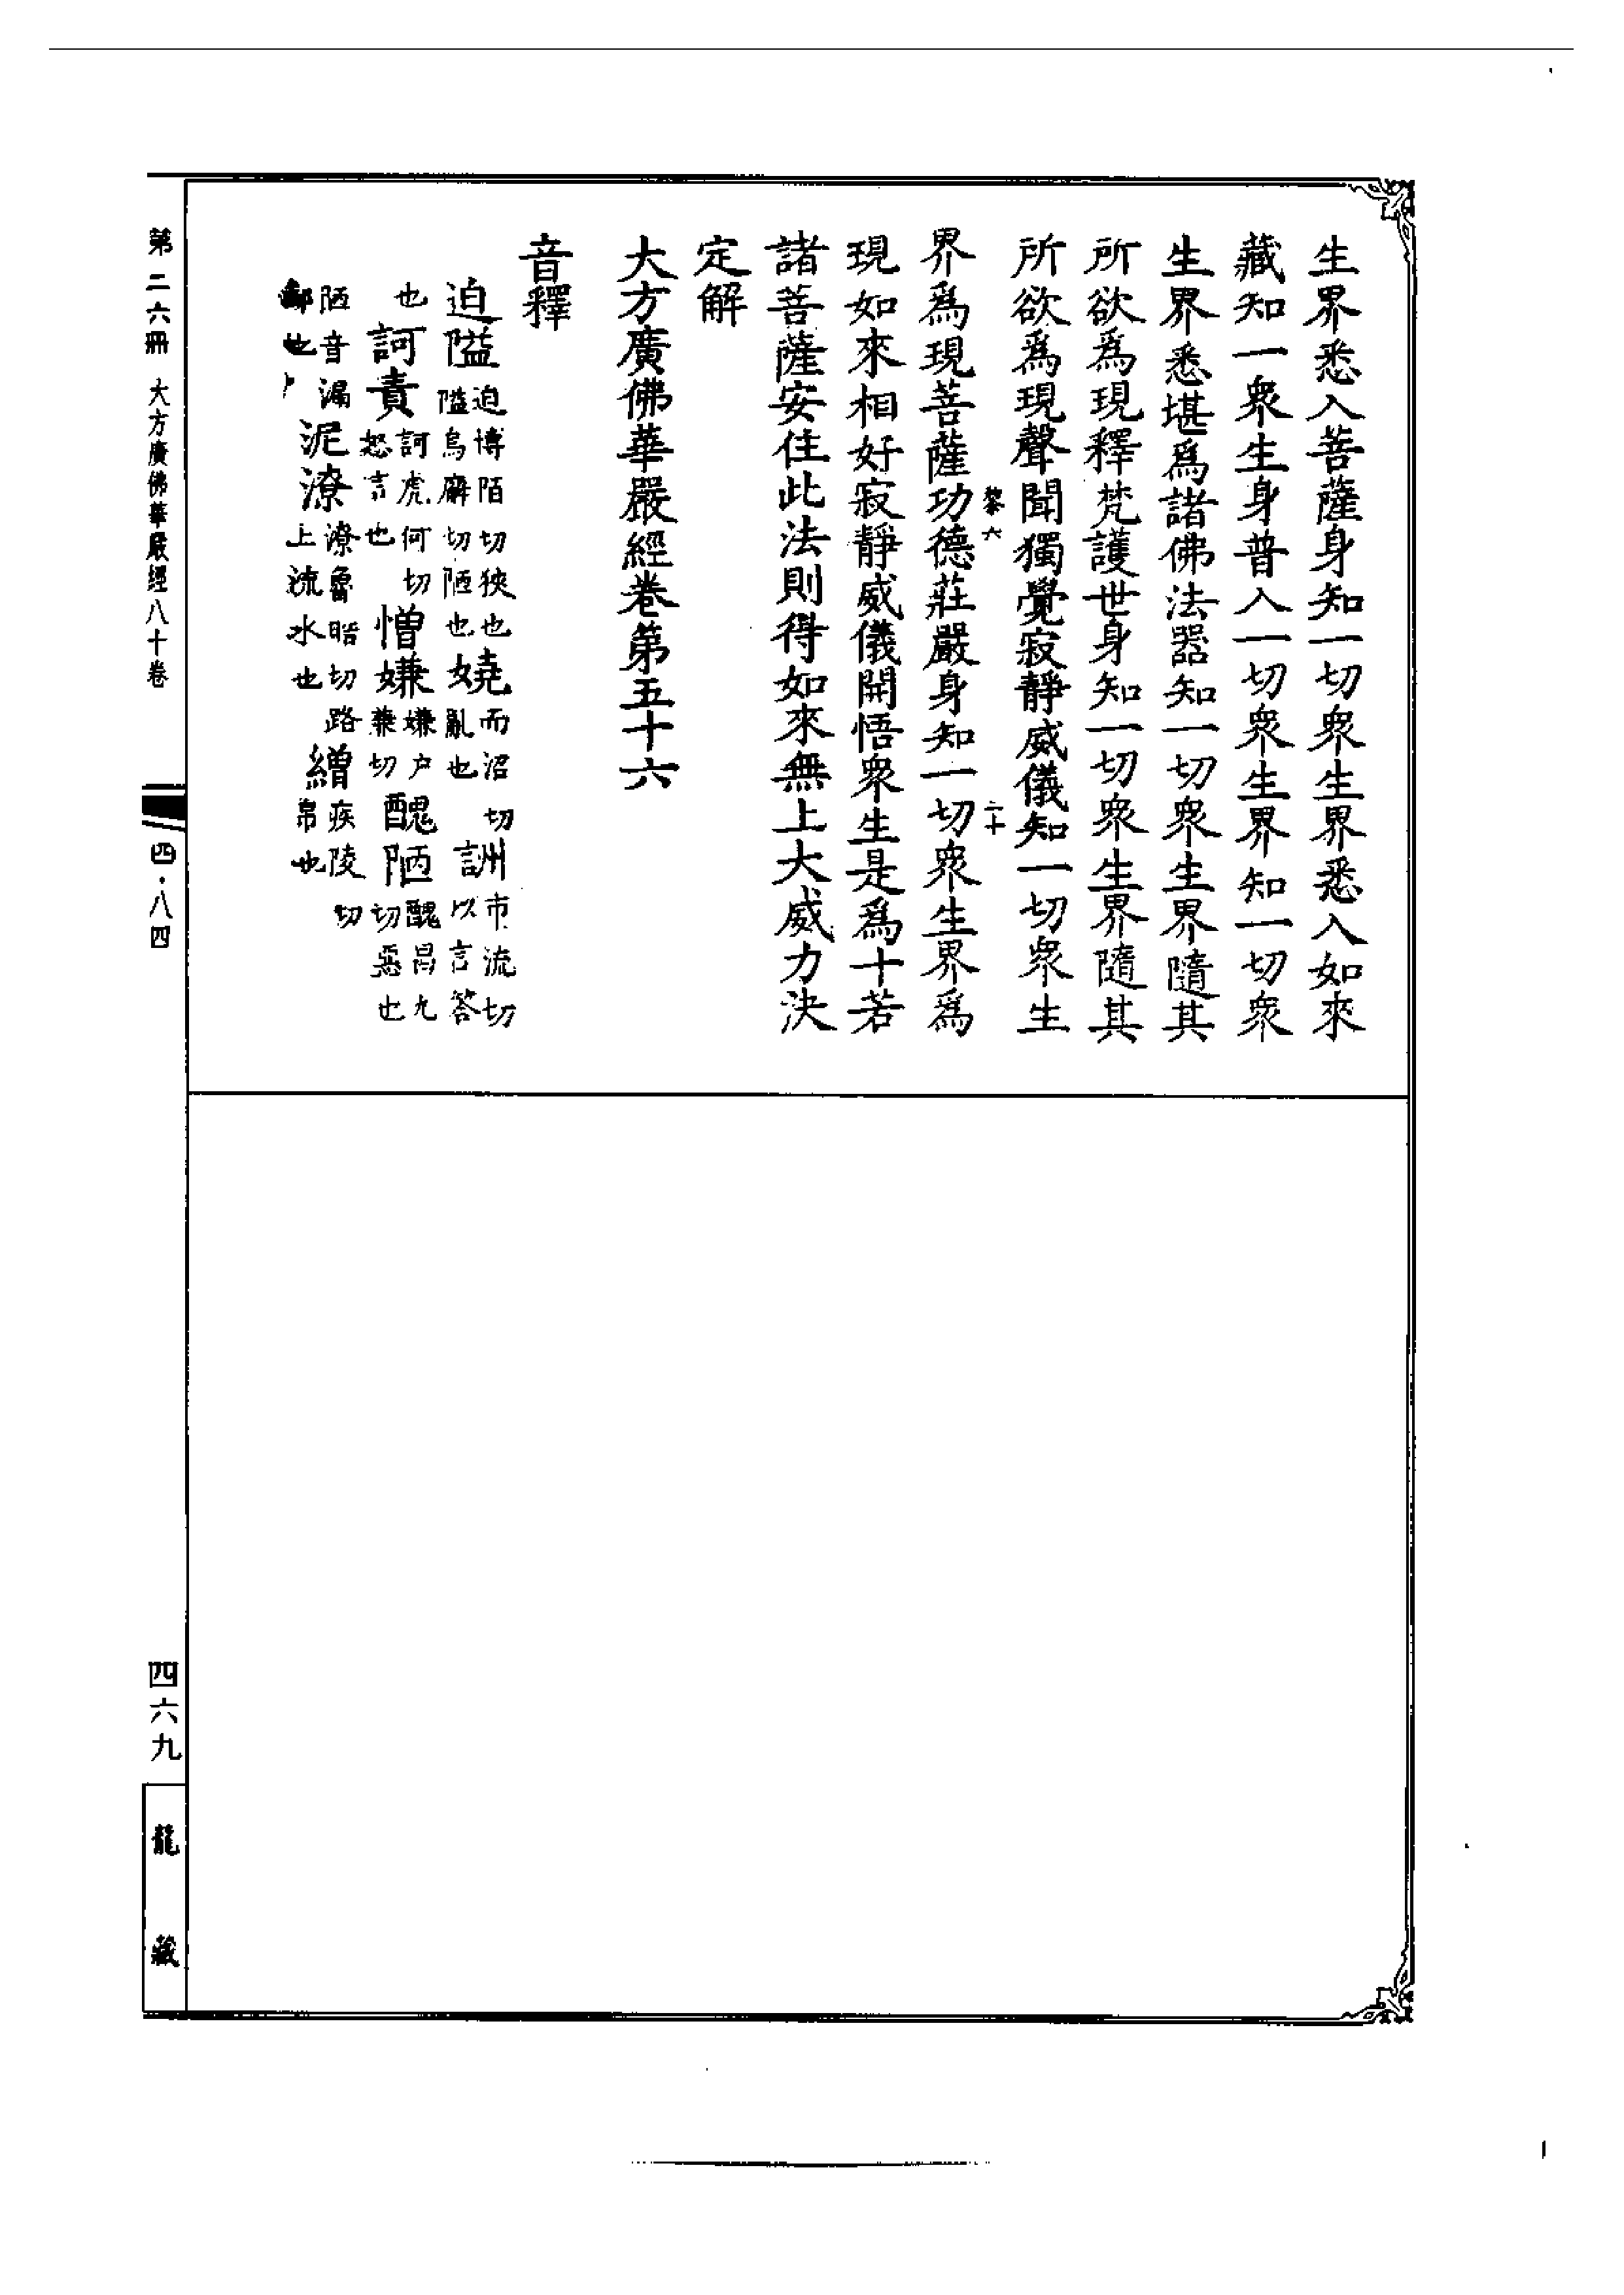 生界悉入菩薩身知一切衆生界悉入如來
藏知一衆生身普入一切衆生界知一切衆
生界悉堪爲諸佛法器知一切衆生界隨其
所欲爲現釋梵護世身知一切衆生界隨其
所欲爲現聲聞獨覺寂靜威儀知一切衆生
黎六
二十
界爲現菩薩功德莊嚴身知一切衆生界爲
現如來相好寂靜威儀開悟衆生是爲十若
諸菩薩安住此法則得如來無上大威力決
定解
大方廣佛華嚴經卷第五十六
音釋
迫隘 迫博陌切狹也隘烏廨切陋也 嬈 而沼切亂也 詶 市流切以言答
也 訶責 訶虎何切怒言也 憎嫌 嫌户兼切 醜陋 醜昌九切惡也
陋音漏鄙也 泥潦 潦魯晧切路上流水也 繒 疾陵切帛也
第二六冊 大方廣佛華嚴經八十卷
四·八四
四六九
龍藏